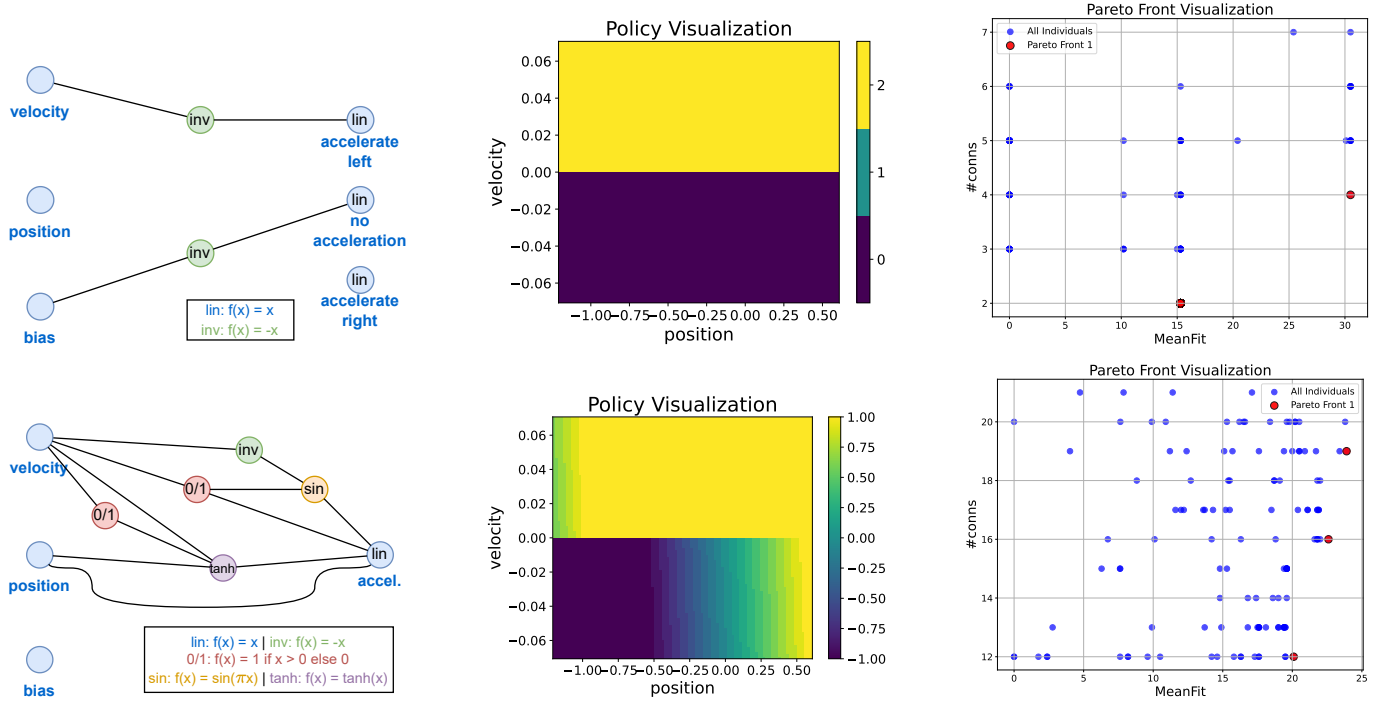 velocity
inv
lin
accelerate
left
position
lin
no
acceleration
inv
lin
accelerate
right
bias
lin: f(x) = x
inv: f(x) = -x
Policy Visualization
velocity
0.06
0.04
0.02
0.00
−0.02
−0.04
−0.06
−1.00 −0.75 −0.50 −0.25 0.00 0.25 0.50
position
2
1
0
Pareto Front Visualization
All Individuals
Pareto Front 1
#conns
7
6
5
4
3
2
0 5 10 15 20 25 30
MeanFit
velocity
inv
0/1
sin
0/1
position
tanh
lin
accel.
bias
lin: f(x) = x | inv: f(x) = -x
0/1: f(x) = 1 if x > 0 else 0
sin: f(x) = sin(πx) | tanh: f(x) = tanh(x)
Policy Visualization
velocity
0.06
0.04
0.02
0.00
−0.02
−0.04
−0.06
−1.00 −0.75 −0.50 −0.25 0.00 0.25 0.50
position
1.00
0.75
0.50
0.25
0.00
−0.25
−0.50
−0.75
−1.00
Pareto Front Visualization
All Individuals
Pareto Front 1
#conns
20
18
16
14
12
0 5 10 15 20 25
MeanFit